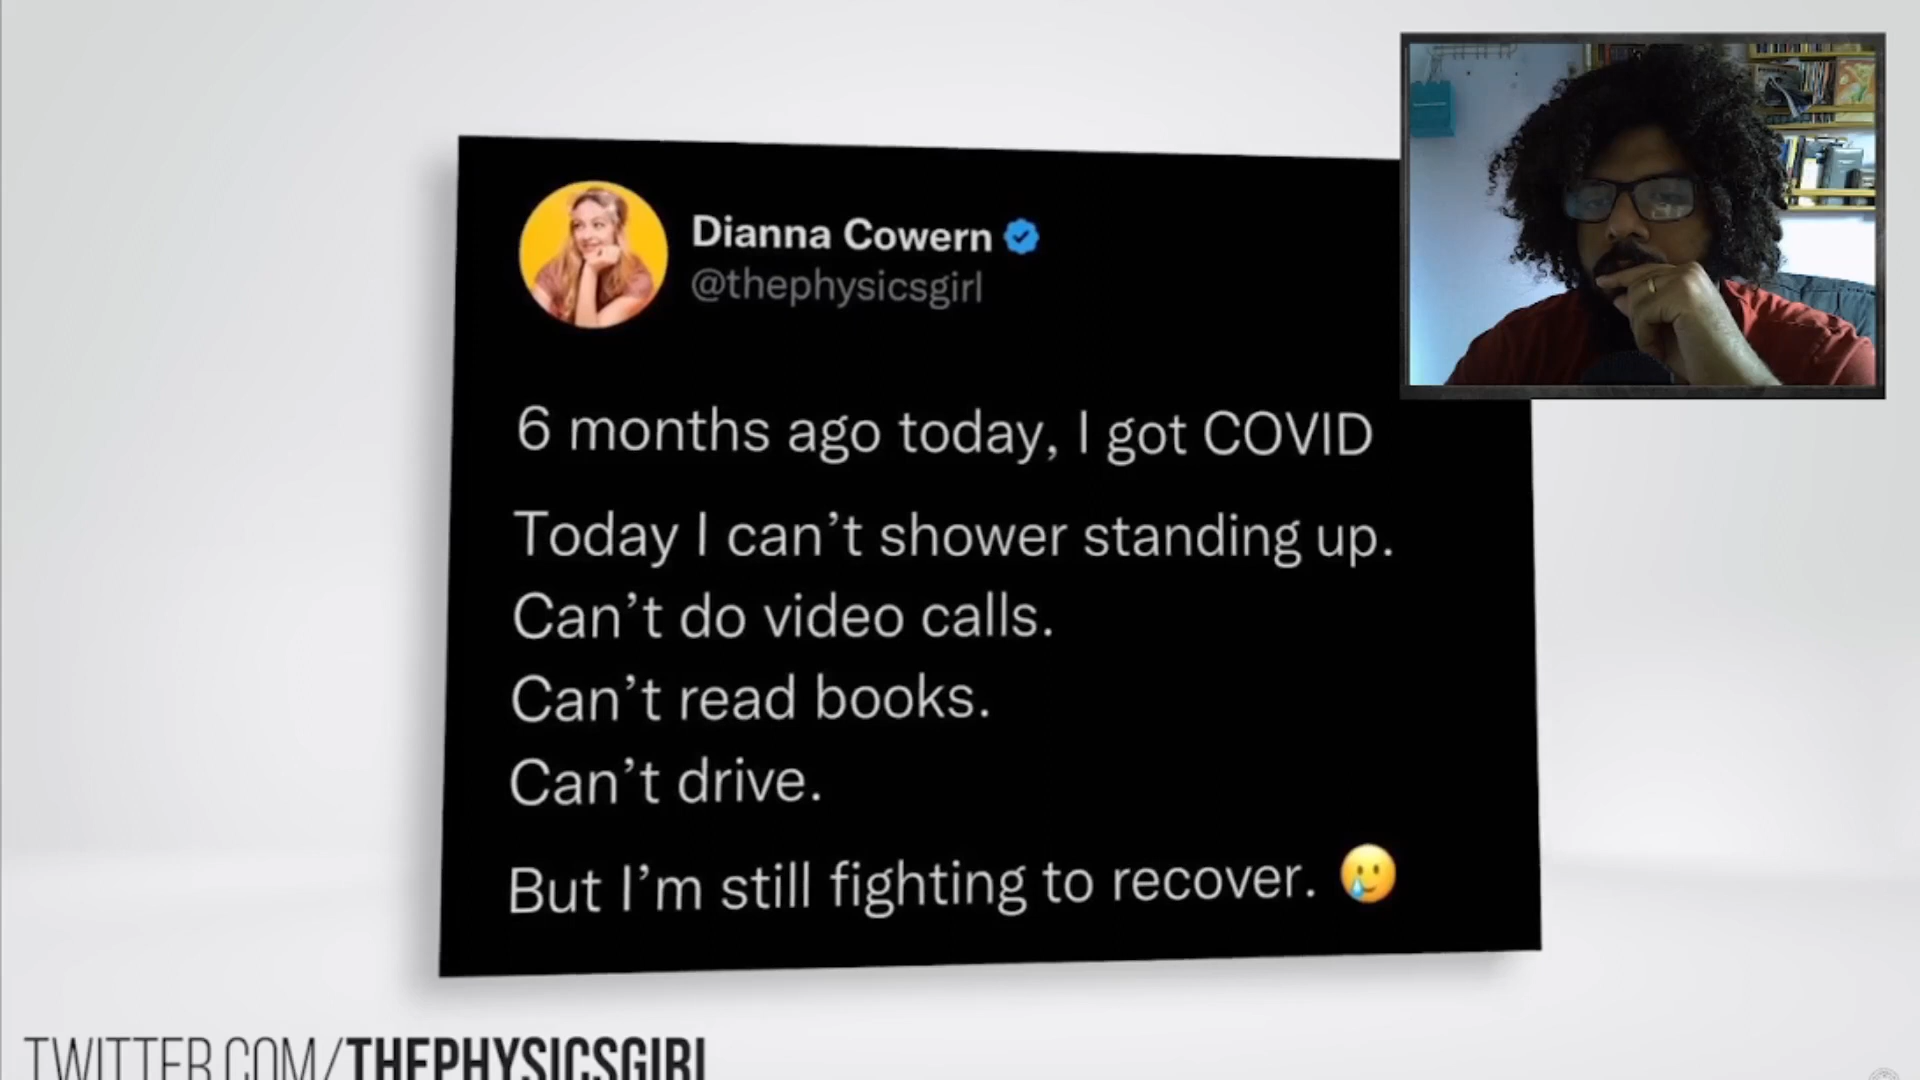 Dianna Cowern
@thephysicsgirl
6 months ago today, I got COVID
Today I can’t shower standing up.
Can’t do video calls.
Can’t read books.
Can’t drive.
But I’m still fighting to recover. 🥲
TWITTER.COM/THEPHYSICSGIRL